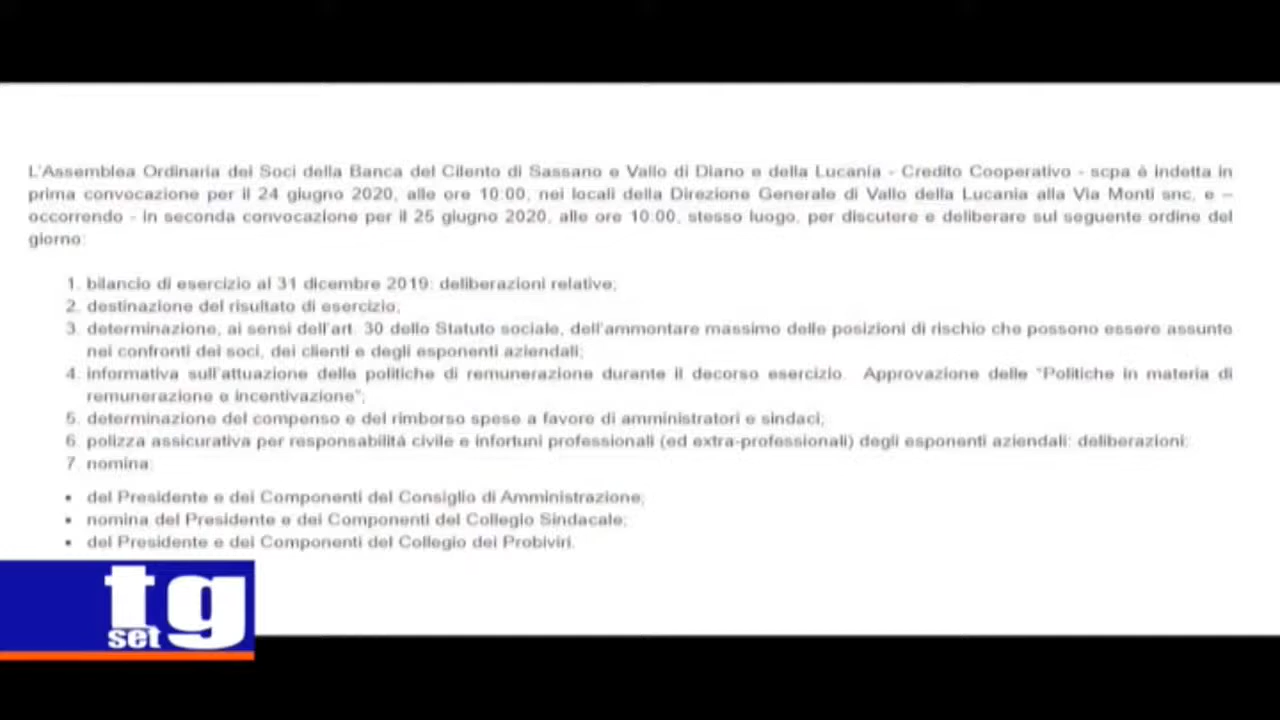 L'Assemblea Ordinaria dei Soci della Banca del Cilento di Sassano e Vallo di Diano e della Lucania - Credito Cooperativo - scpa è indetta in
prima convocazione per il 24 giugno 2020, alle ore 10:00, nei locali della Direzione Generale di Vallo della Lucania alla Via Monti snc, e –
occorrendo - in seconda convocazione per il 25 giugno 2020, alle ore 10:00, stesso luogo, per discutere e deliberare sul seguente ordine del
giorno:
1. bilancio di esercizio al 31 dicembre 2019: deliberazioni relative;
2. destinazione del risultato di esercizio;
3. determinazione, ai sensi dell'art. 30 dello Statuto sociale, dell'ammontare massimo delle posizioni di rischio che possono essere assunte
nei confronti dei soci, dei clienti e degli esponenti aziendali;
4. informativa sull'attuazione delle politiche di remunerazione durante il decorso esercizio. Approvazione delle "Politiche in materia di
remunerazione e incentivazione";
5. determinazione del compenso e del rimborso spese a favore di amministratori e sindaci;
6. polizza assicurativa per responsabilità civile e infortuni professionali (ed extra-professionali) degli esponenti aziendali: deliberazioni;
7. nomina:
• del Presidente e dei Componenti del Consiglio di Amministrazione;
• nomina del Presidente e dei Componenti del Collegio Sindacale;
• del Presidente e dei Componenti del Collegio dei Probiviri.
tg
set